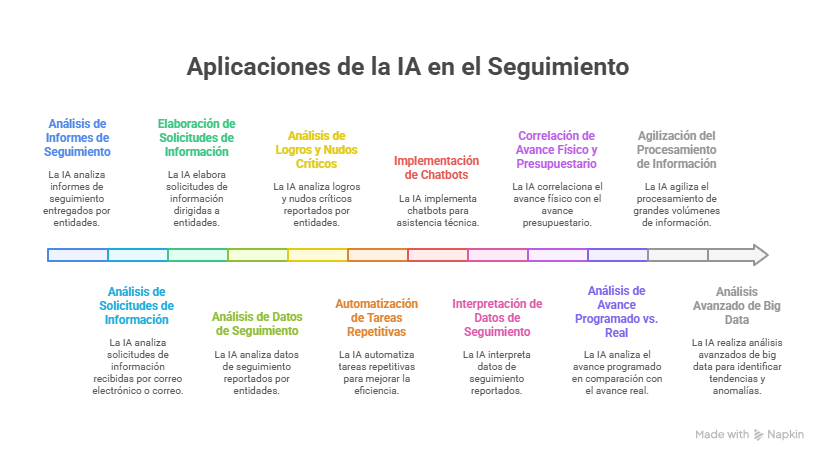 Aplicaciones de la IA en el Seguimiento
Análisis de
Informes de
Seguimiento
La IA analiza
informes de
seguimiento
entregados por
entidades.
Elaboración de
Solicitudes de
Información
La IA elabora
solicitudes de
información
dirigidas a
entidades.
Análisis de
Logros y Nudos
Críticos
La IA analiza logros
y nudos críticos
reportados por
entidades.
Implementación
de Chatbots
La IA implementa
chatbots para
asistencia técnica.
Correlación de
Avance Físico y
Presupuestario
La IA correlaciona el
avance físico con el
avance
presupuestario.
Agilización del
Procesamiento
de Información
La IA agiliza el
procesamiento de
grandes volúmenes
de información.
Análisis de
Solicitudes de
Información
La IA analiza
solicitudes de
información
recibidas por correo
electrónico o correo.
Análisis de Datos
de Seguimiento
La IA analiza datos
de seguimiento
reportados por
entidades.
Automatización
de Tareas
Repetitivas
La IA automatiza
tareas repetitivas
para mejorar la
eficiencia.
Interpretación de
Datos de
Seguimiento
La IA interpreta
datos de
seguimiento
reportados.
Análisis de
Avance
Programado vs.
Real
La IA analiza el
avance programado
en comparación con
el avance real.
Análisis
Avanzado de Big
Data
La IA realiza análisis
avanzados de big
data para identificar
tendencias y
anomalías.
Made with Napkin